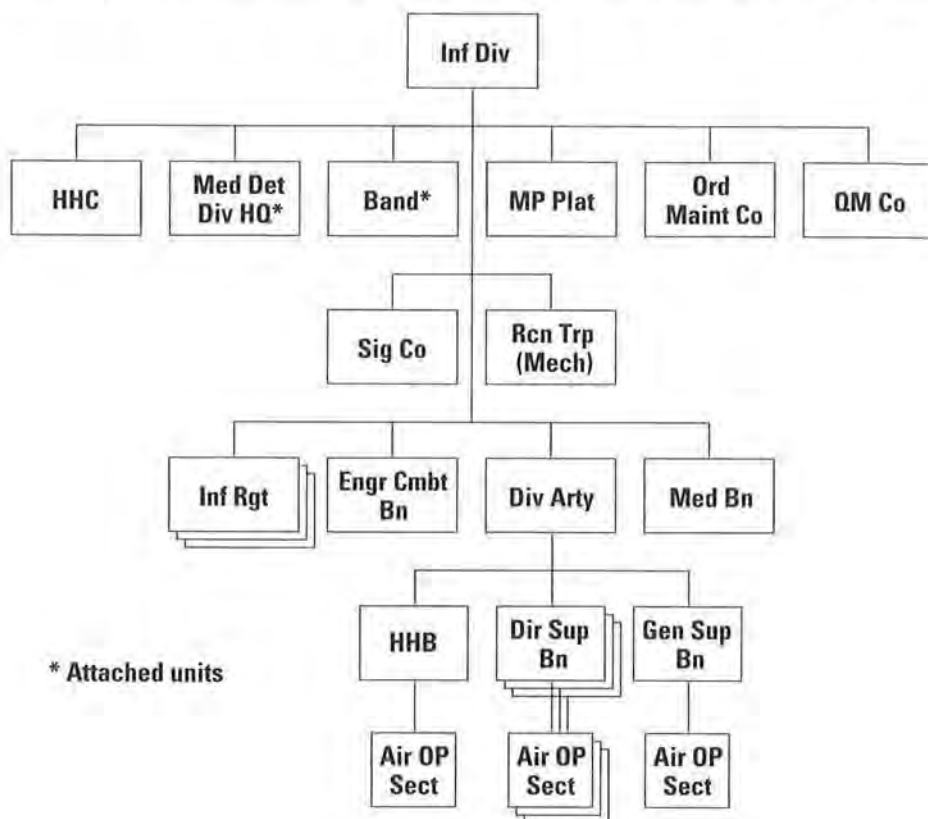 Inf Div
HHC
Med Det
Div HQ*
Band*
MP Plat
Ord
Maint Co
QM Co
Sig Co
Rcn Trp
(Mech)
Inf Rgt
Engr Cmbt
Bn
Div Arty
Med Bn
HHB
Dir Sup
Bn
Gen Sup
Bn
* Attached units
Air OP
Sect
Air OP
Sect
Air OP
Sect